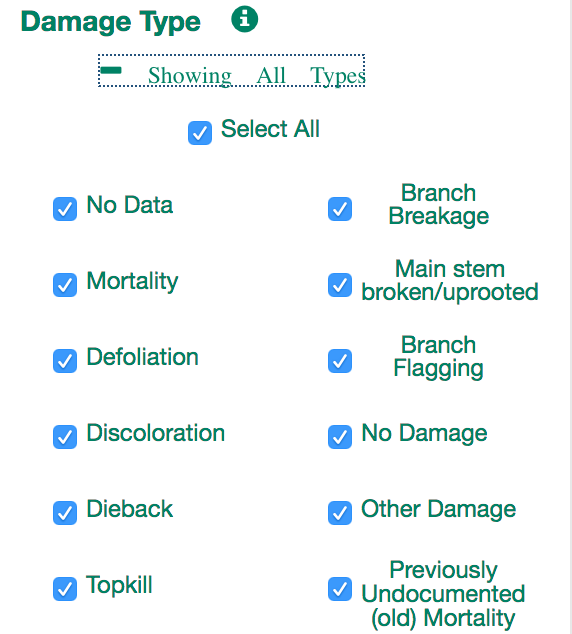 Damage Type
Showing All Types
Select All
No Data
Branch
Breakage
Mortality
Main stem
broken/uprooted
Defoliation
Branch
Flagging
Discoloration
No Damage
Dieback
Other Damage
Topkill
Previously
Undocumented
(old) Mortality